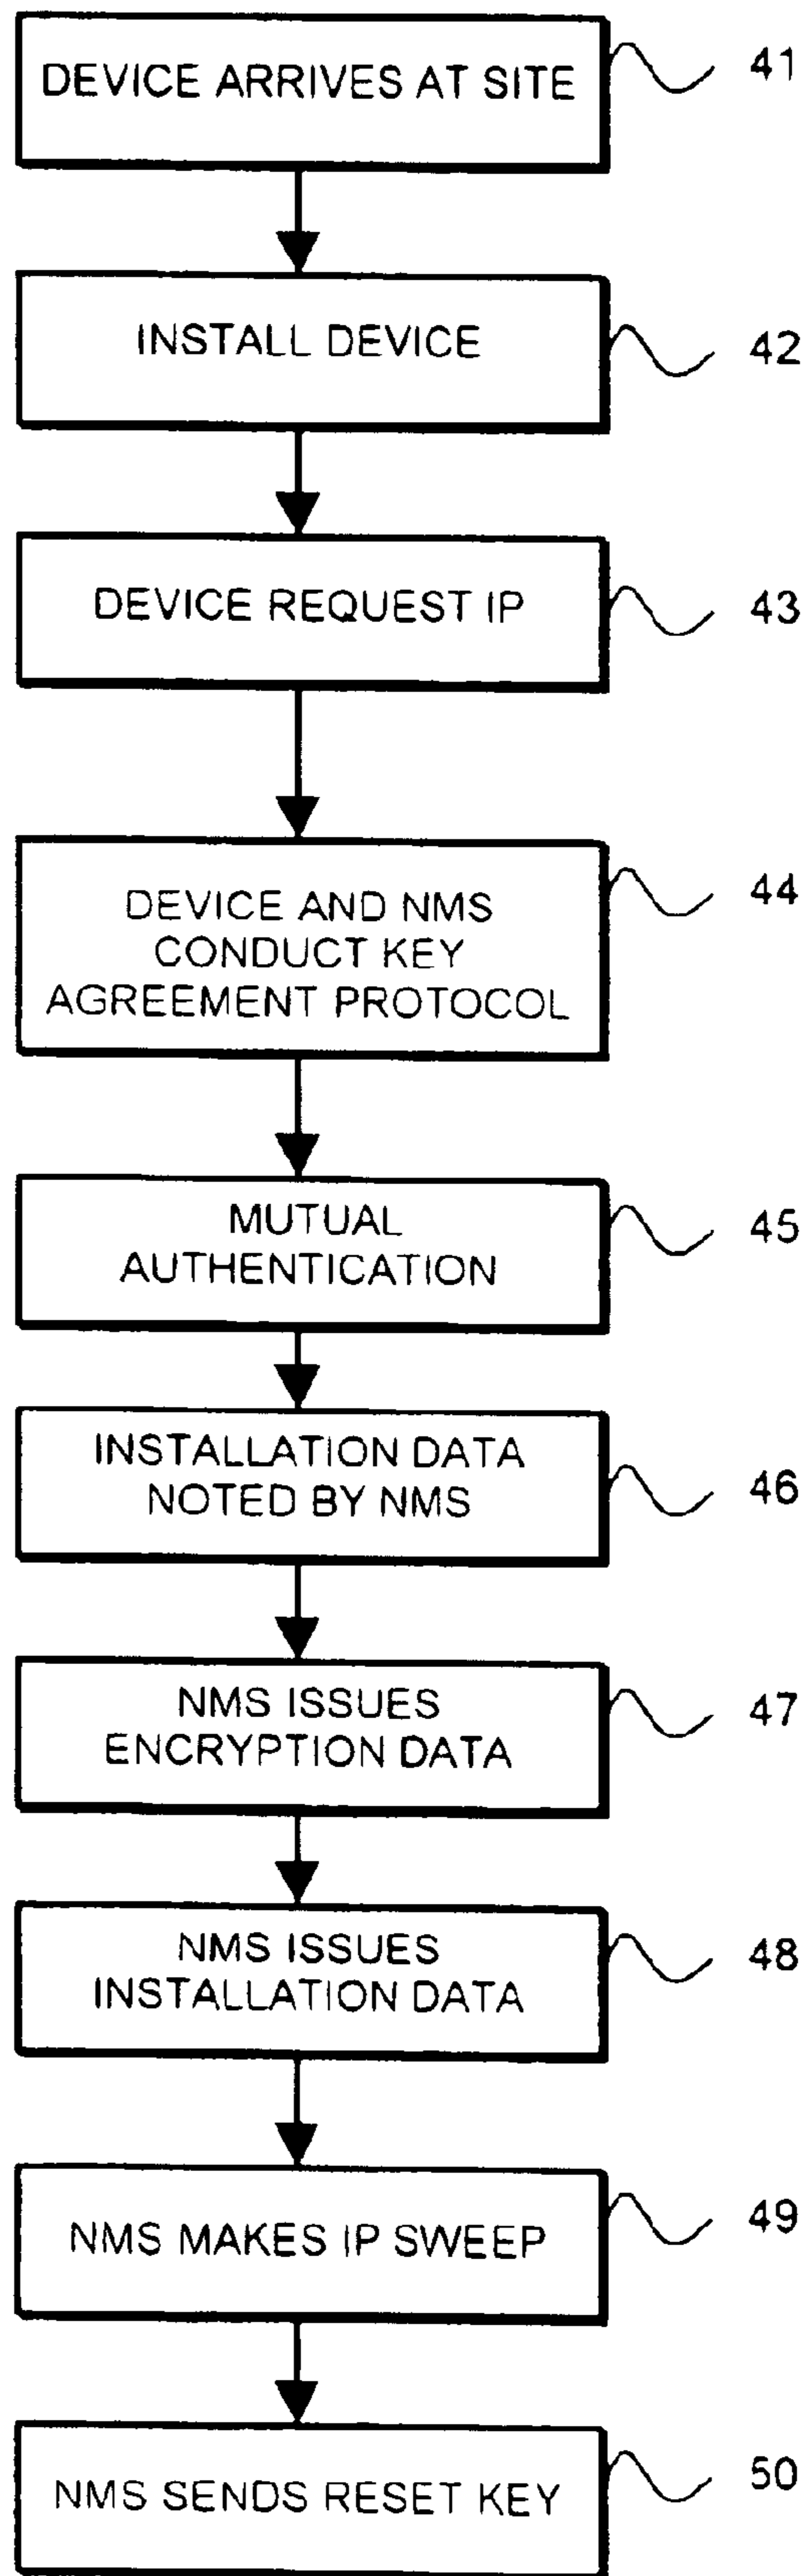 DEVICE ARRIVES AT SITE
41
INSTALL DEVICE
42
DEVICE REQUEST IP
43
DEVICE AND NMS
CONDUCT KEY
AGREEMENT PROTOCOL
44
MUTUAL
AUTHENTICATION
45
INSTALLATION DATA
NOTED BY NMS
46
NMS ISSUES
ENCRYPTION DATA
47
NMS ISSUES
INSTALLATION DATA
48
NMS MAKES IP SWEEP
49
NMS SENDS RESET KEY
50